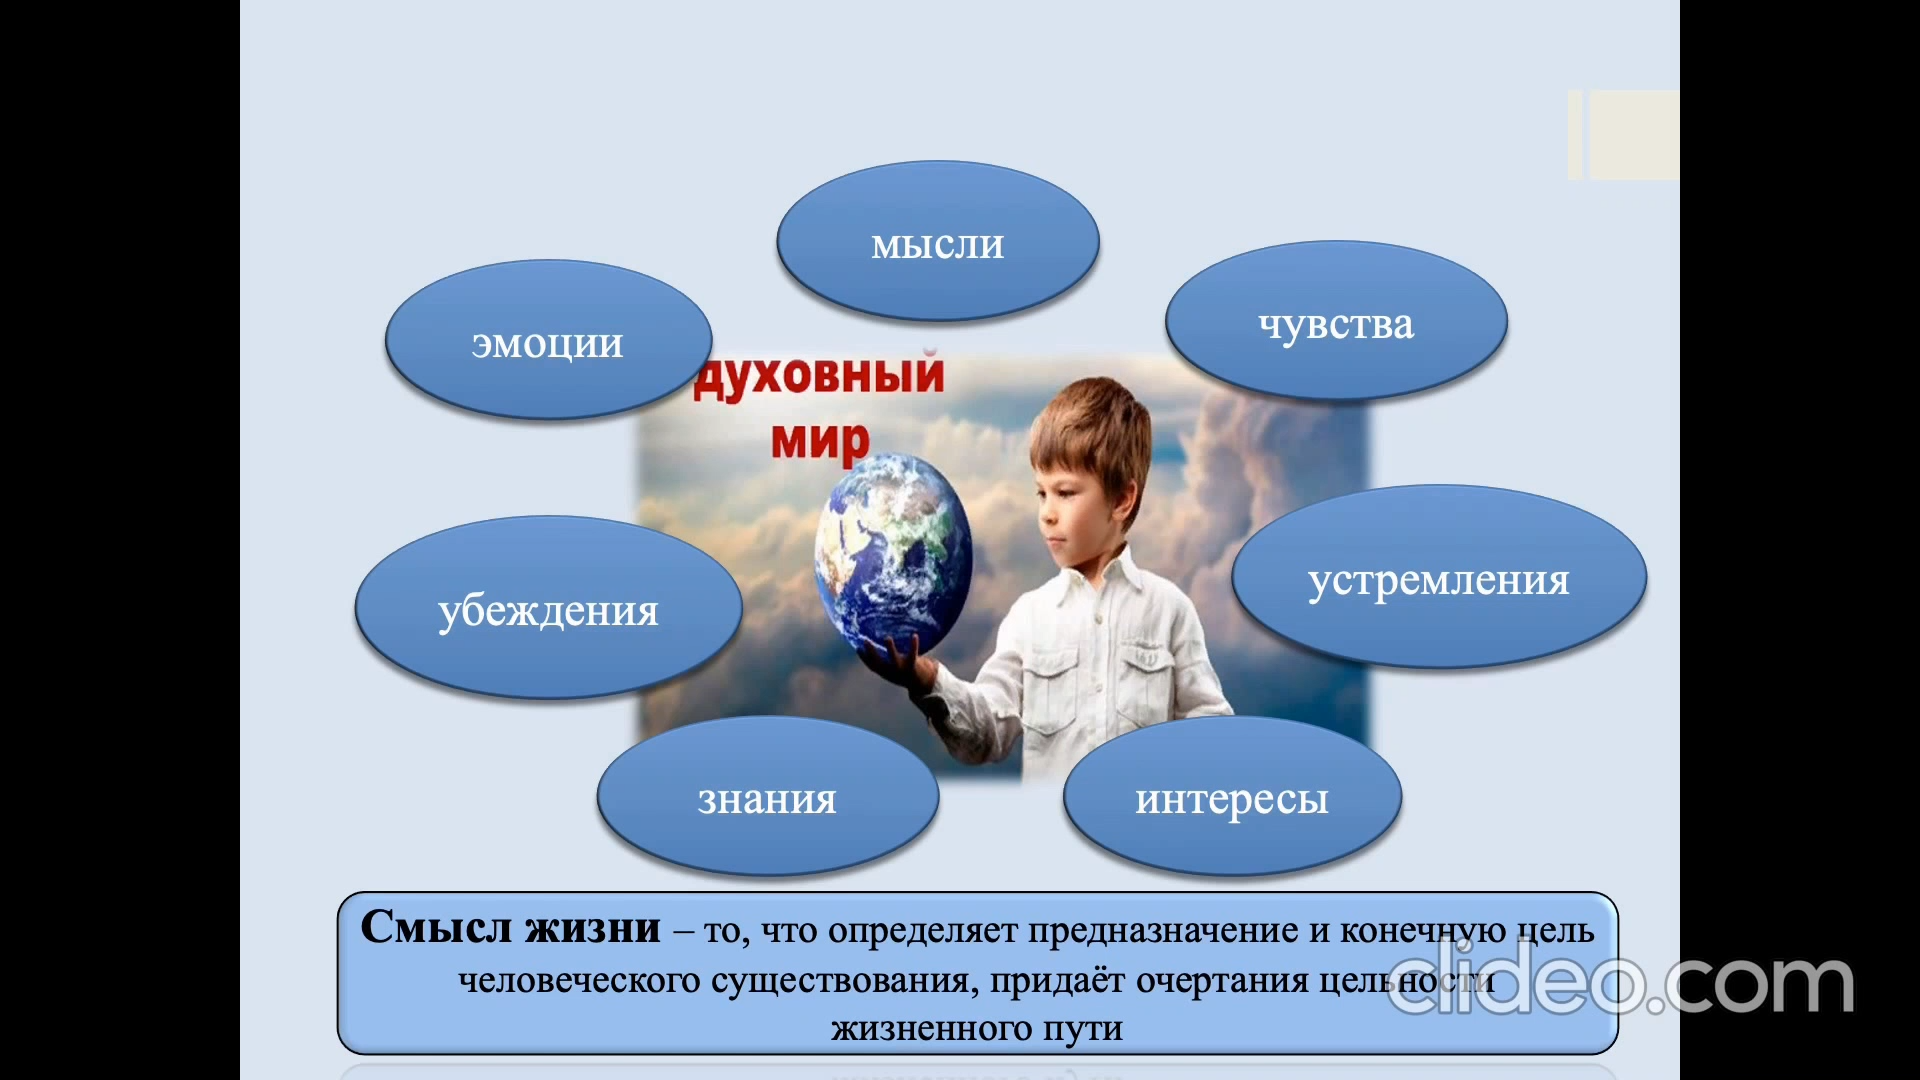 мысли
чувства
эмоции
духовный
мир
устремления
убеждения
знания
интересы
Смысл жизни – то, что определяет предназначение и конечную цель
человеческого существования, придаёт очертания цельности
жизненного пути
clideo.com